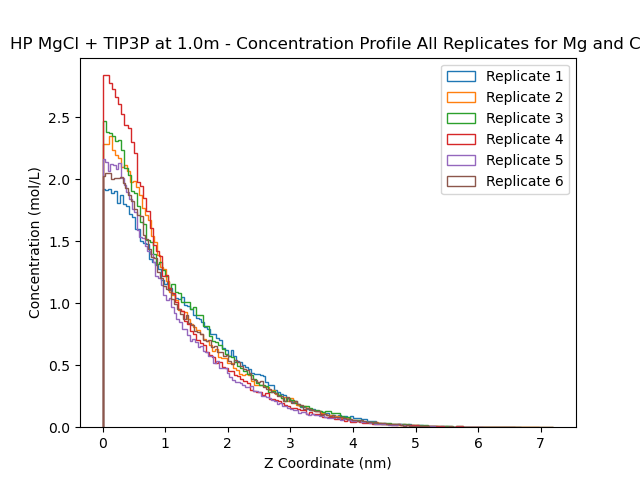 HP MgCl + TIP3P at 1.0m - Concentration Profile All Replicates for Mg and C
Replicate 1
Replicate 2
Replicate 3
Replicate 4
Replicate 5
Replicate 6
Concentration (mol/L)
2.5
2.0
1.5
1.0
0.5
0.0
0 1 2 3 4 5 6 7
Z Coordinate (nm)